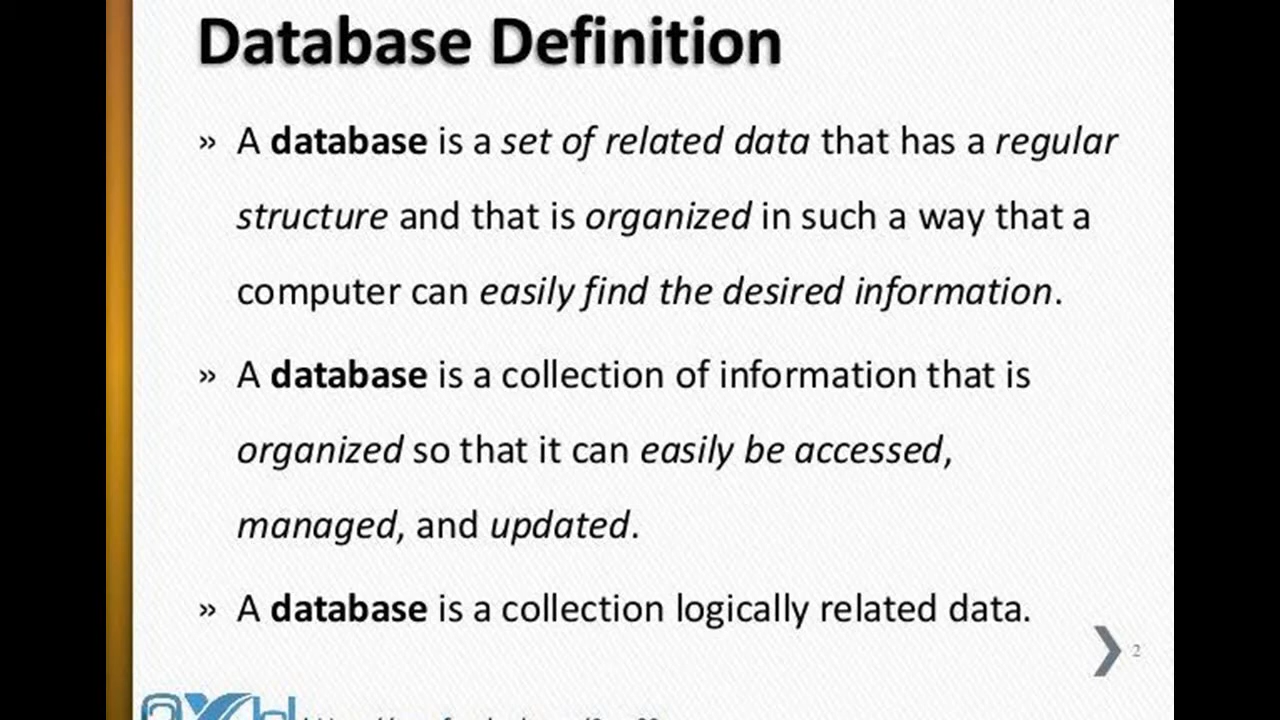 Database Definition
» A database is a set of related data that has a regular
structure and that is organized in such a way that a
computer can easily find the desired information.
» A database is a collection of information that is
organized so that it can easily be accessed,
managed, and updated.
» A database is a collection logically related data.
2